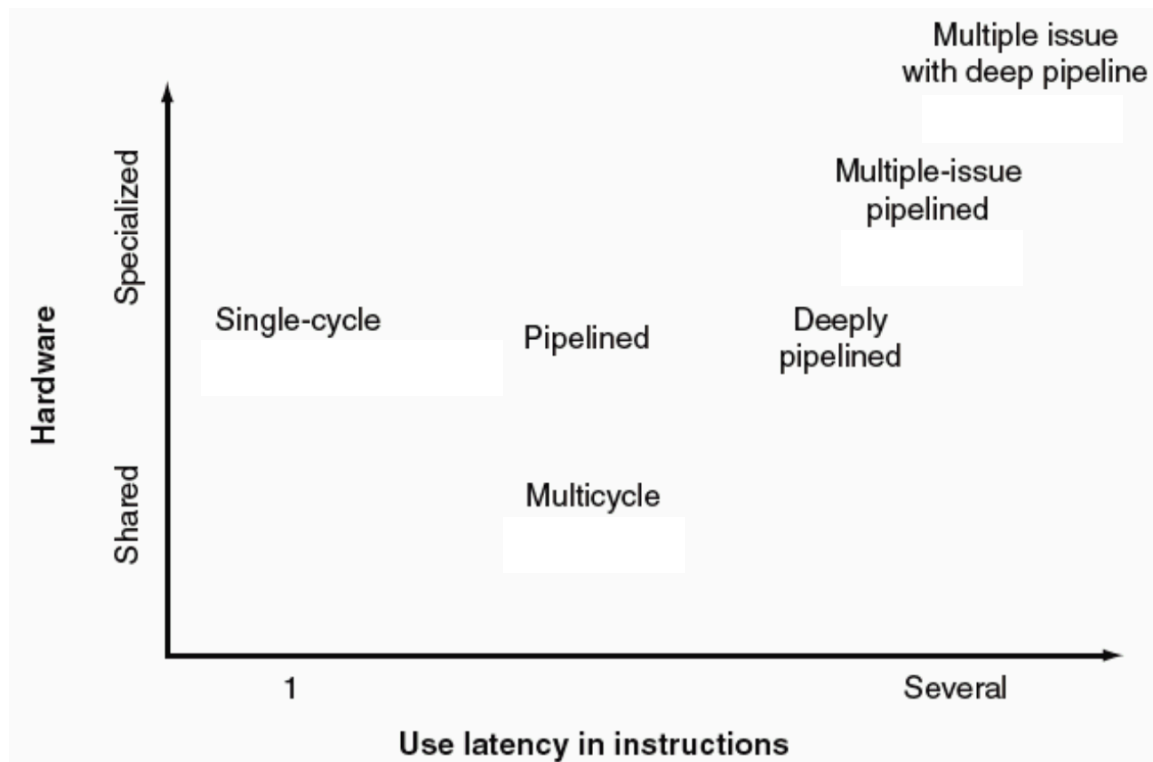 Multiple issue
with deep pipeline
Multiple-issue
pipelined
Specialized
Single-cycle
Pipelined
Deeply
pipelined
Hardware
Multicycle
Shared
1
Several
Use latency in instructions